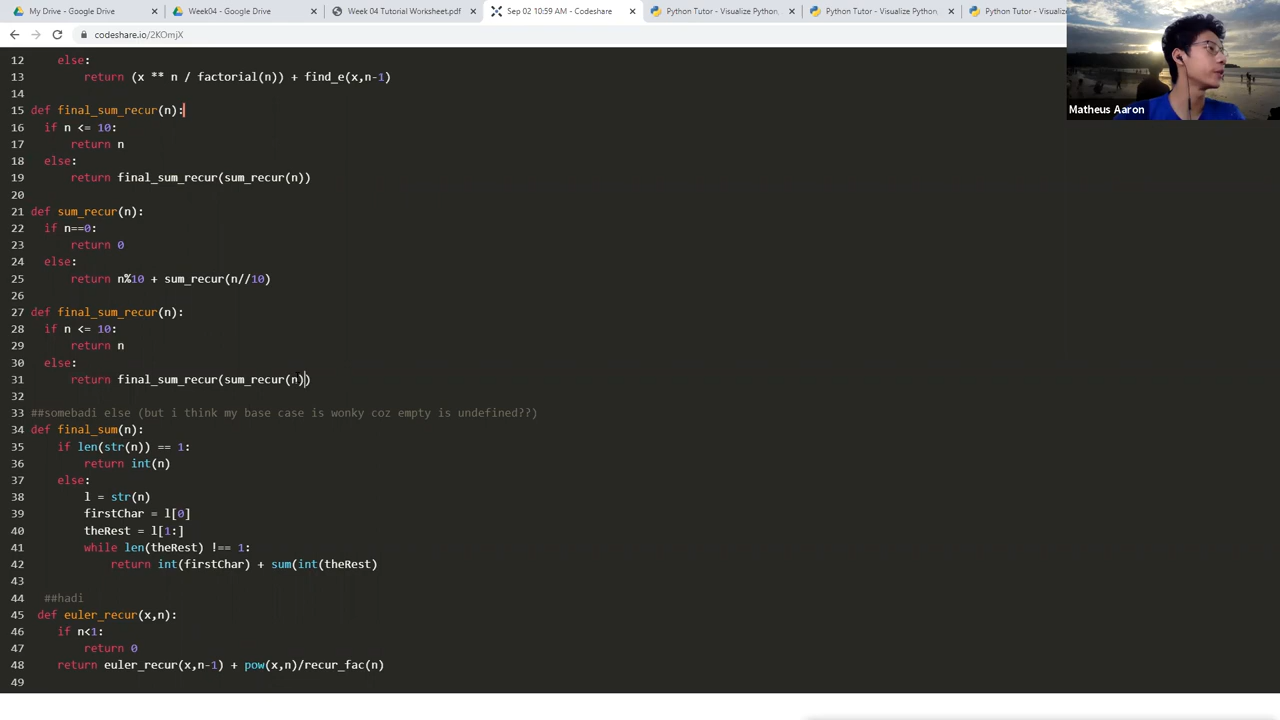 My Drive - Google Drive
Week04 - Google Drive
Week 04 Tutorial Worksheet.pdf
Sep 02 10:59 AM - Codeshare
Python Tutor - Visualize Python,
Python Tutor - Visualize Python,
Python Tutor - Visualiz
codeshare.io/2KOmjX
Matheus Aaron
12 else:
13 return (x ** n / factorial(n)) + find_e(x,n-1)
14
15 def final_sum_recur(n):
16 if n <= 10:
17 return n
18 else:
19 return final_sum_recur(sum_recur(n))
20
21 def sum_recur(n):
22 if n==0:
23 return 0
24 else:
25 return n%10 + sum_recur(n//10)
26
27 def final_sum_recur(n):
28 if n <= 10:
29 return n
30 else:
31 return final_sum_recur(sum_recur(n))
32
33 ##somebadi else (but i think my base case is wonky coz empty is undefined??)
34 def final_sum(n):
35 if len(str(n)) == 1:
36 return int(n)
37 else:
38 l = str(n)
39 firstChar = l[0]
40 theRest = l[1:]
41 while len(theRest) !== 1:
42 return int(firstChar) + sum(int(theRest)
43
44 ##hadi
45 def euler_recur(x,n):
46 if n<1:
47 return 0
48 return euler_recur(x,n-1) + pow(x,n)/recur_fac(n)
49